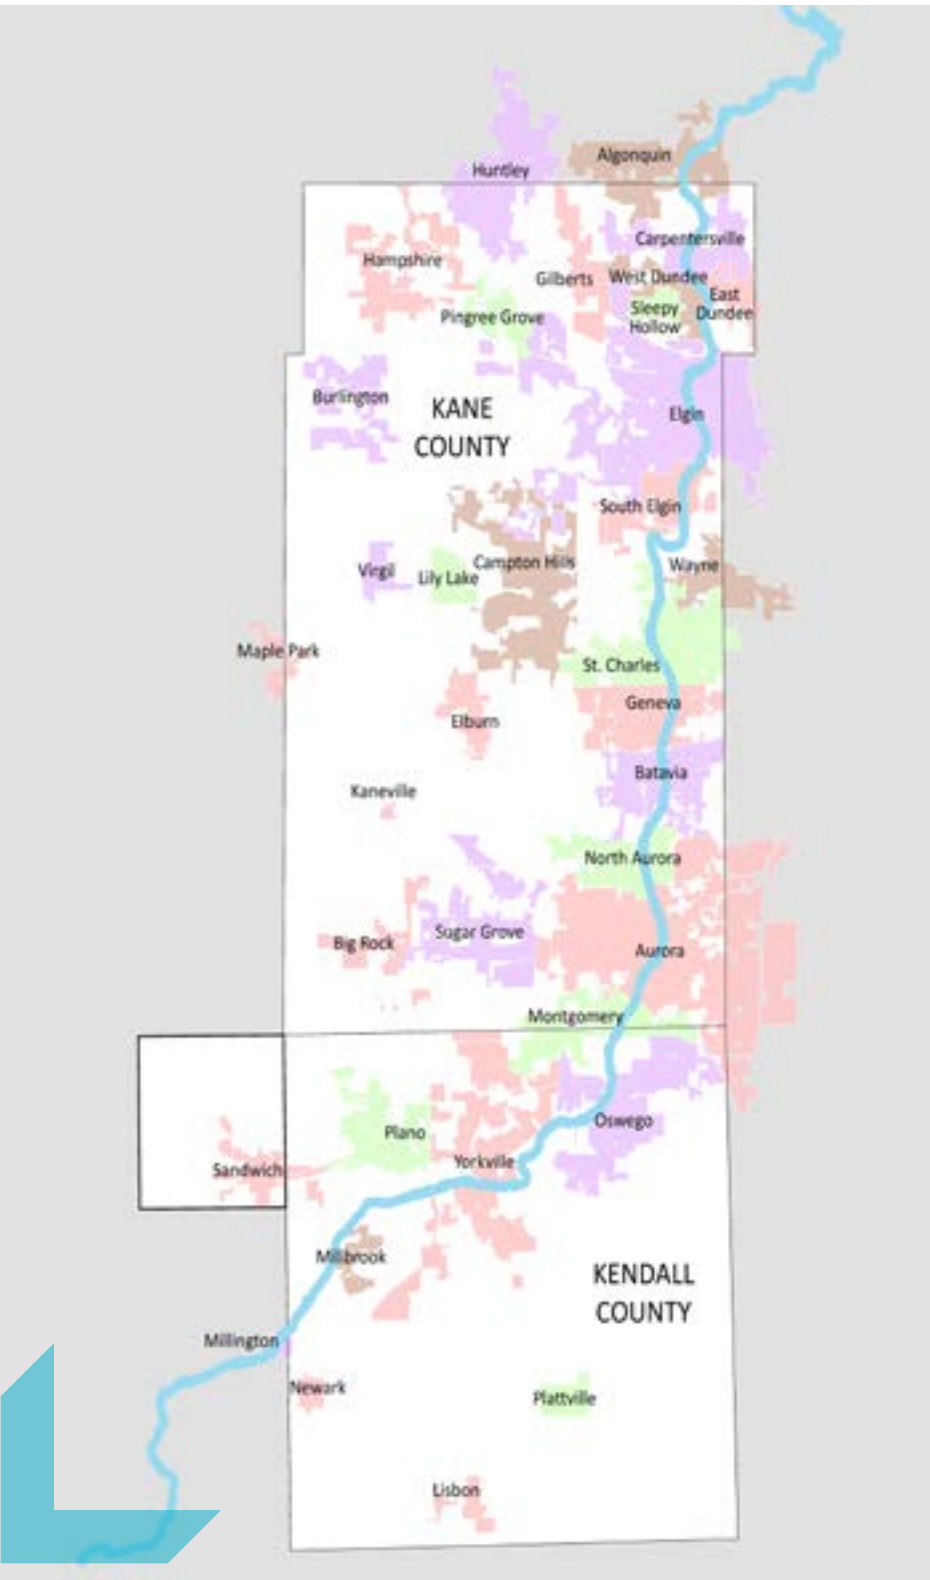 Algonquin
Huntley
Carpentersville
Hampshire
Gilberts
West Dundee
East
Dundee
Sleepy
Hollow
Pingree Grove
Burlington
KANE
COUNTY
Elgin
South Elgin
Campton Hills
Wayne
Virgil
Lily Lake
Maple Park
St. Charles
Geneva
Elburn
Batavia
Kaneville
North Aurora
Sugar Grove
Big Rock
Aurora
Montgomery
Oswego
Plano
Yorkville
Sandwich
Millbrook
KENDALL
COUNTY
Millington
Newark
Plattville
Lisbon